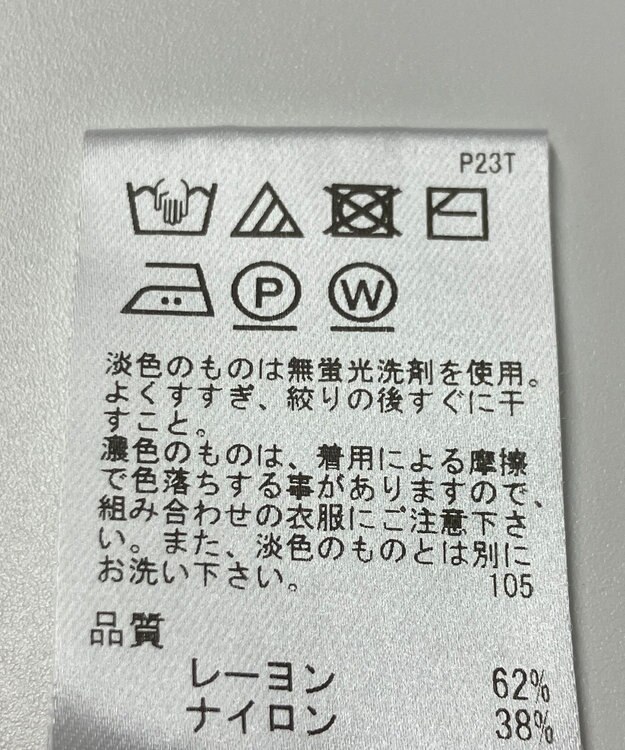 P23T
P W
淡色のものは無蛍光洗剤を使用。
よくすすぎ、絞りの後すぐに干
すこと。
濃色のものは、着用による摩擦
で色落ちする事がありますので、
組み合わせの衣服にご注意下さ
い。また、淡色のものとは別に
お洗い下さい。 105
品質
レーヨン 62%
ナイロン 38%